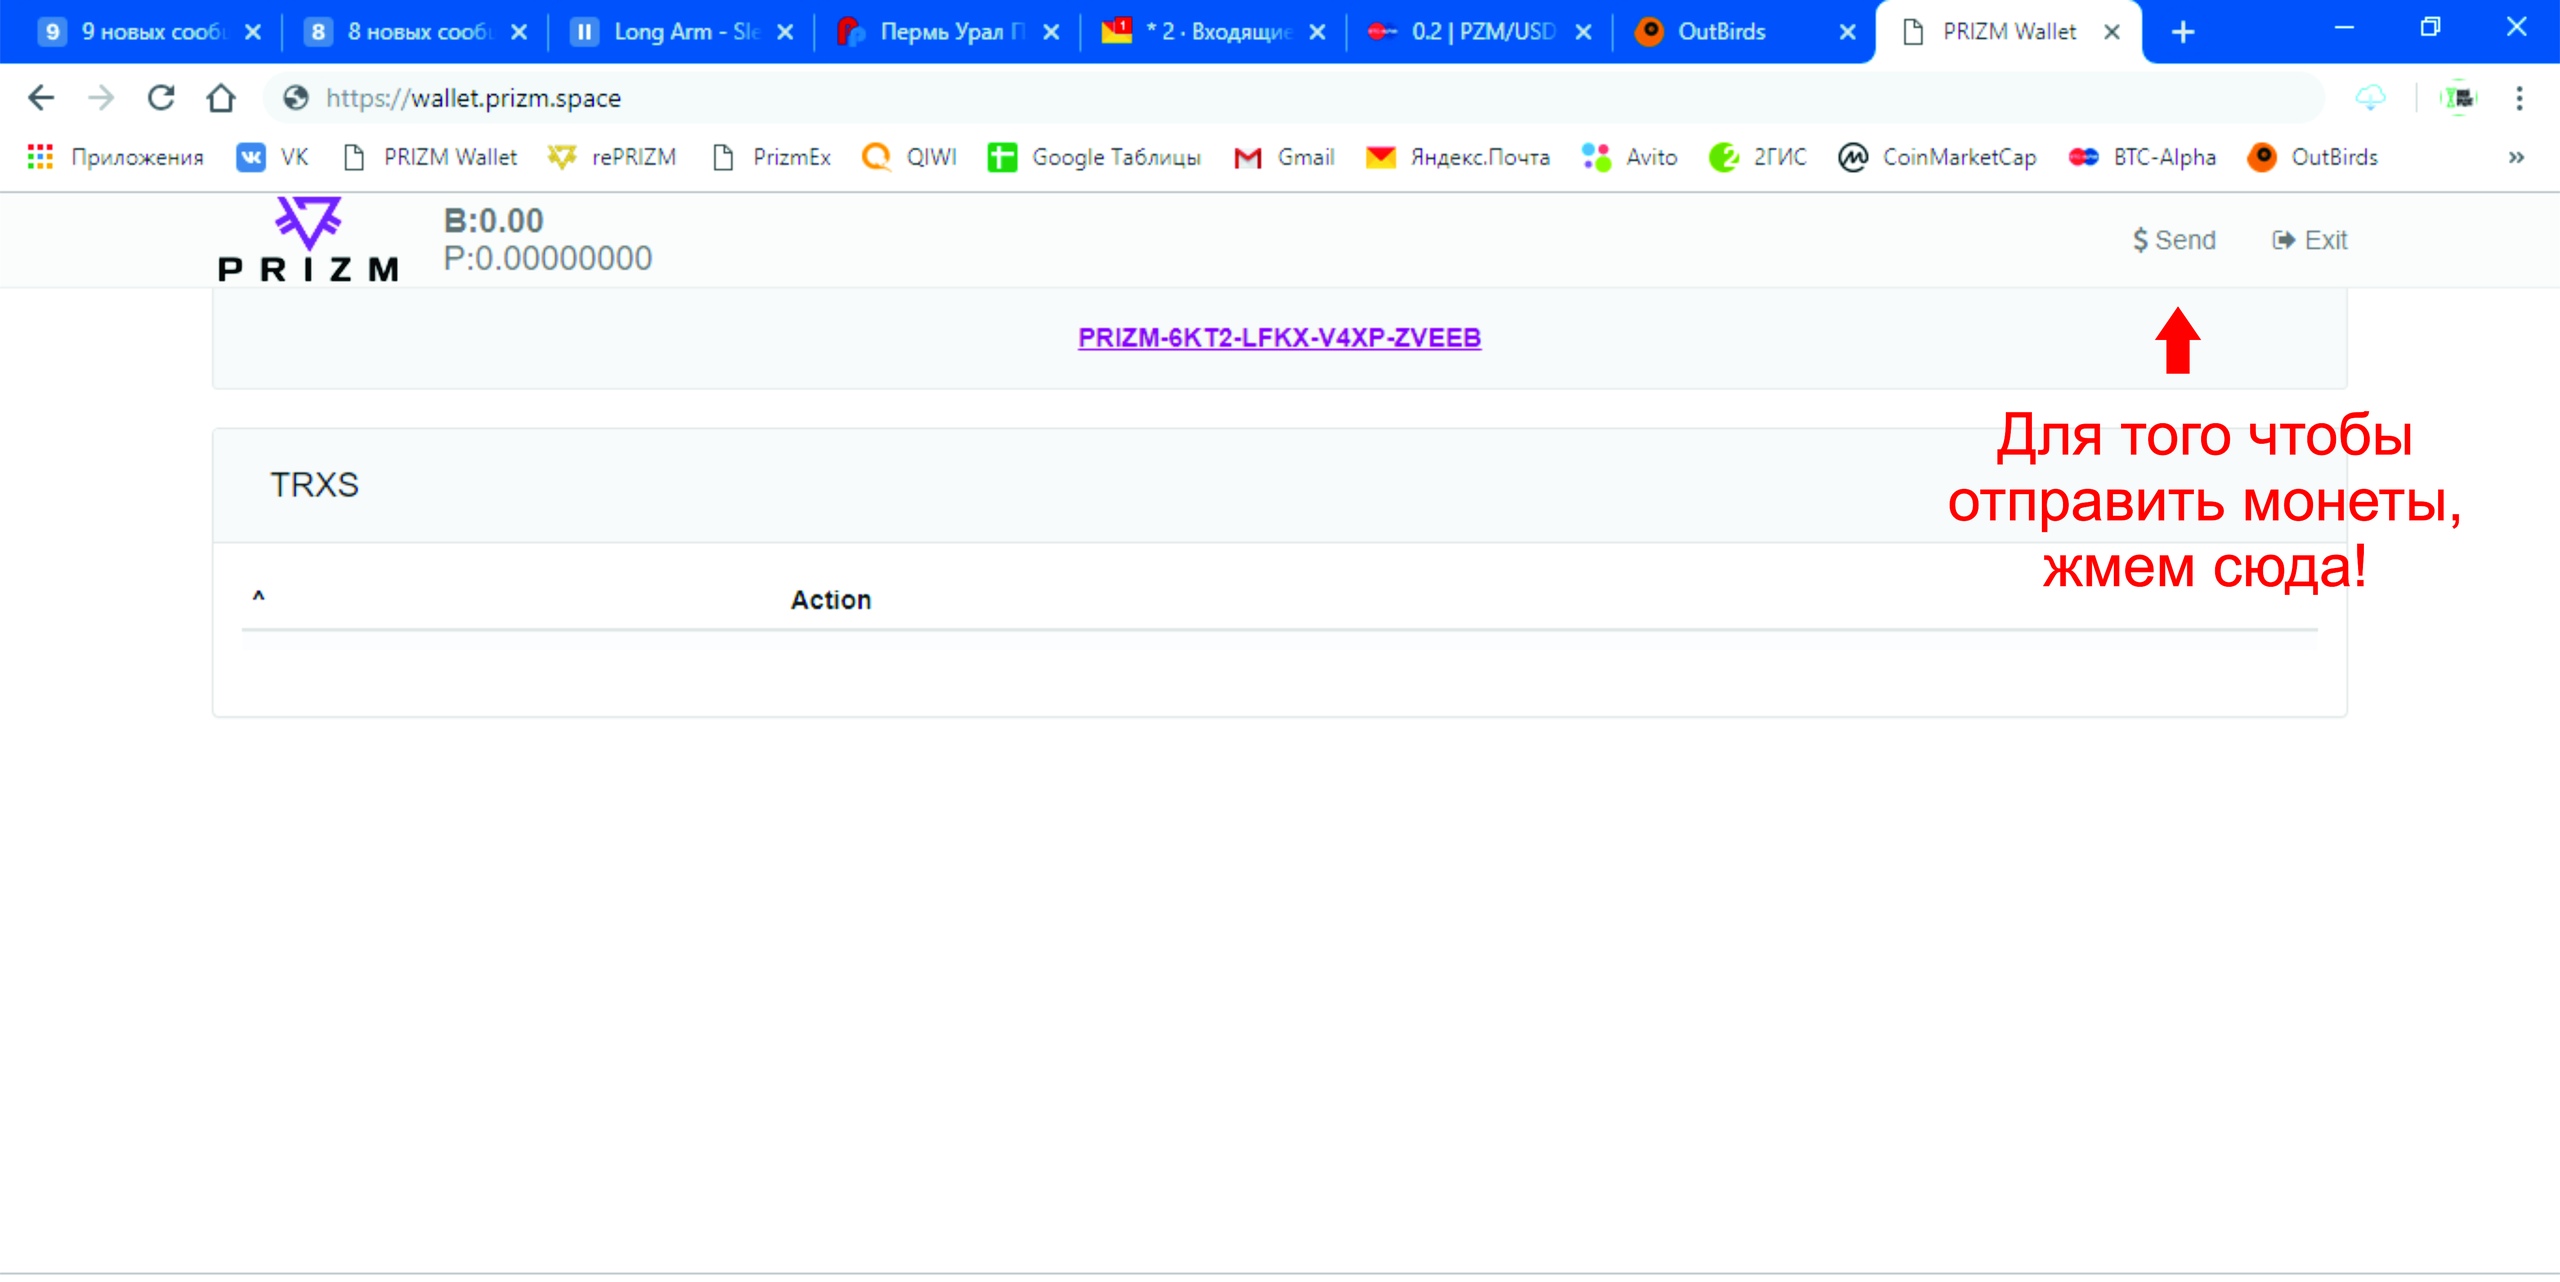 9 9 новых сооб
8 8 новых сооб
Long Arm - Sle
Пермь Урал П
1 * 2 · Входящие
0.2 | PZM/USD
OutBirds
PRIZM Wallet
https://wallet.prizm.space
Приложения
VK
PRIZM Wallet
rePRIZM
PrizmEx
QIWI
Google Таблицы
Gmail
Яндекс.Почта
Avito
2ГИС
CoinMarketCap
BTC-Alpha
OutBirds
»
PRIZM
B:0.00
P:0.00000000
$ Send
Exit
PRIZM-6KT2-LFKX-V4XP-ZVEEB
Для того чтобы
отправить монеты,
жмем сюда!
TRXS
^ Action